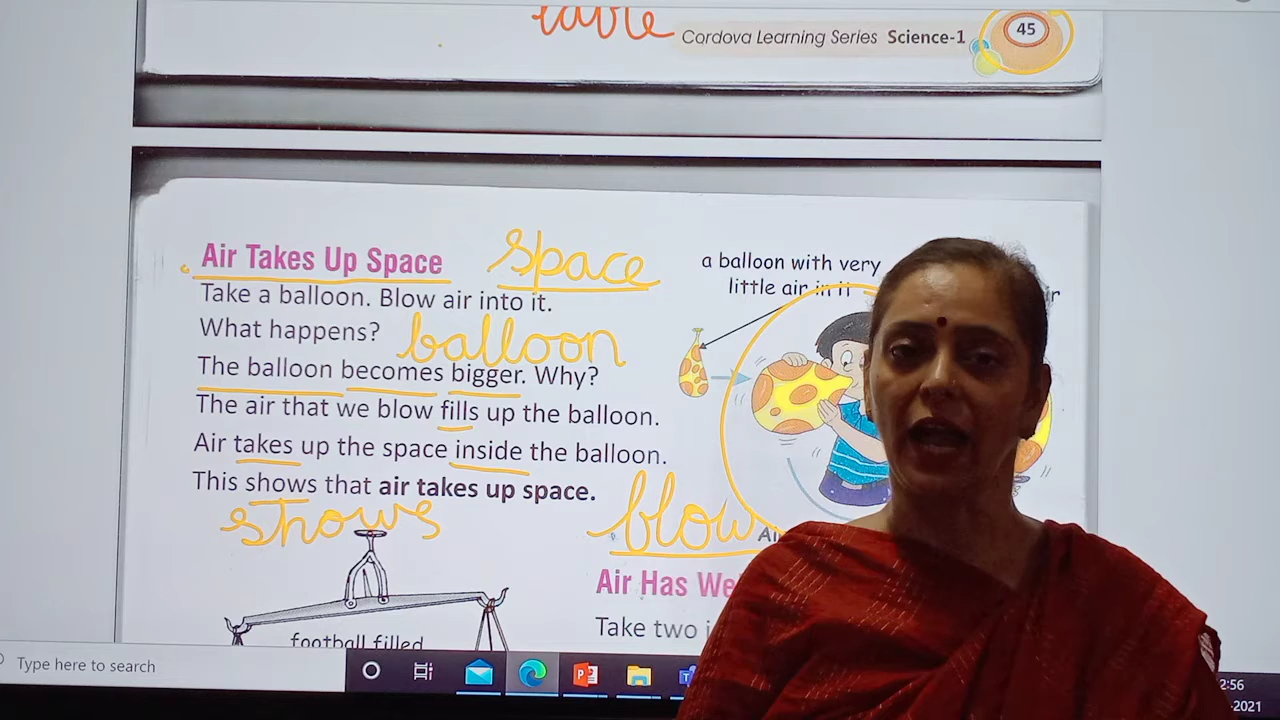 table
Cordova Learning Series Science-1 45
Air Takes Up Space
space
a balloon with very
little air in it
Take a balloon. Blow air into it.
What happens?
balloon
The balloon becomes bigger. Why?
The air that we blow fills up the balloon.
Air takes up the space inside the balloon.
This shows that air takes up space.
shows
blow
Air Has We
Take two
football filled
Type here to search
2:56
-2021